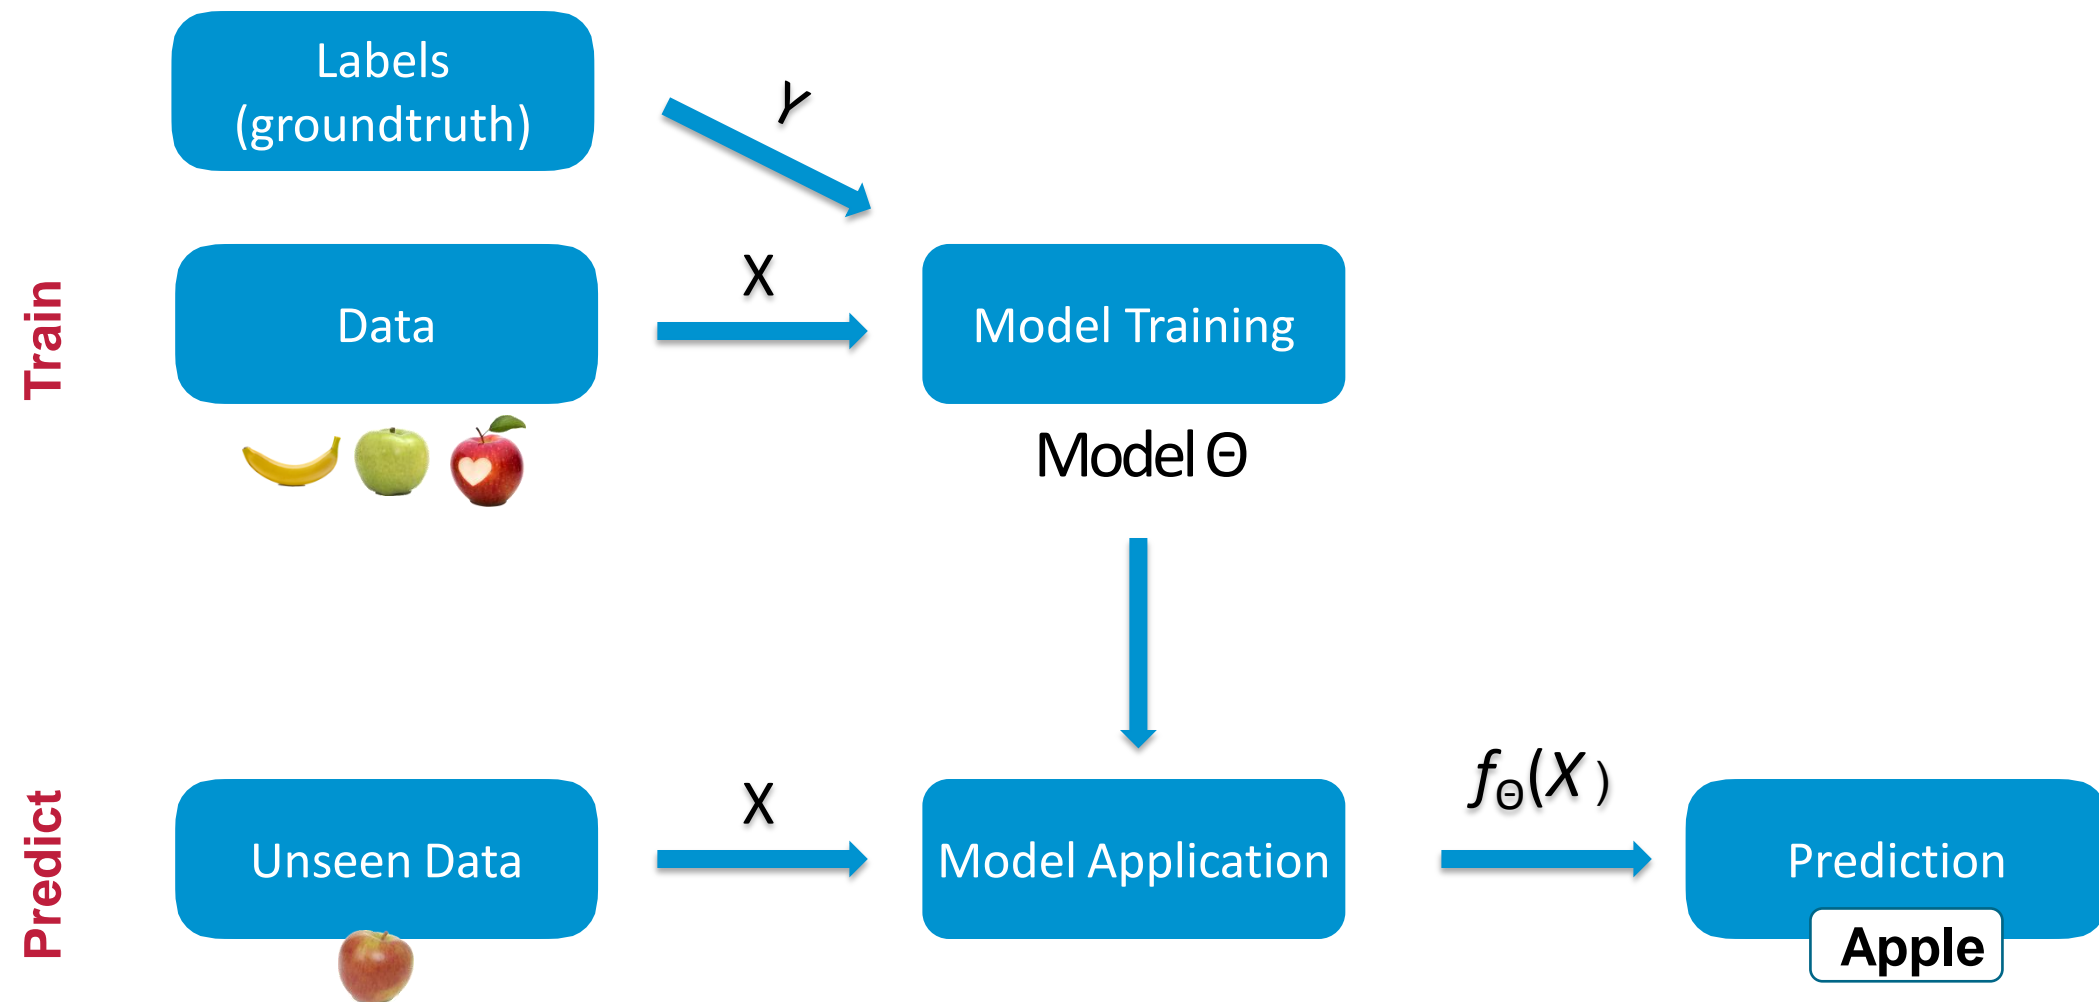 Labels
(groundtruth)
Y
Train
Data
X
Model Training
Model Θ
Predict
Unseen Data
X
Model Application
fΘ(X)
Prediction
Apple